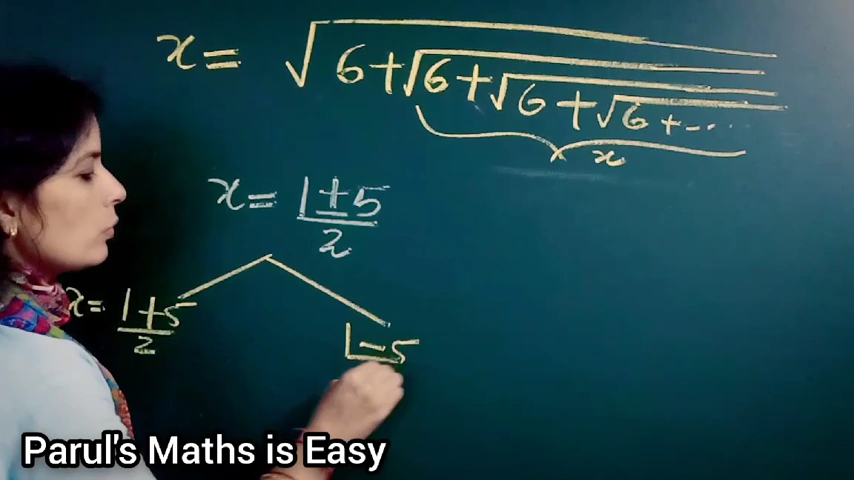 x = √6+√6+√6+√6+...
x
x = 1±5
2
x = 1+5
2
1-5
Parul's Maths is Easy